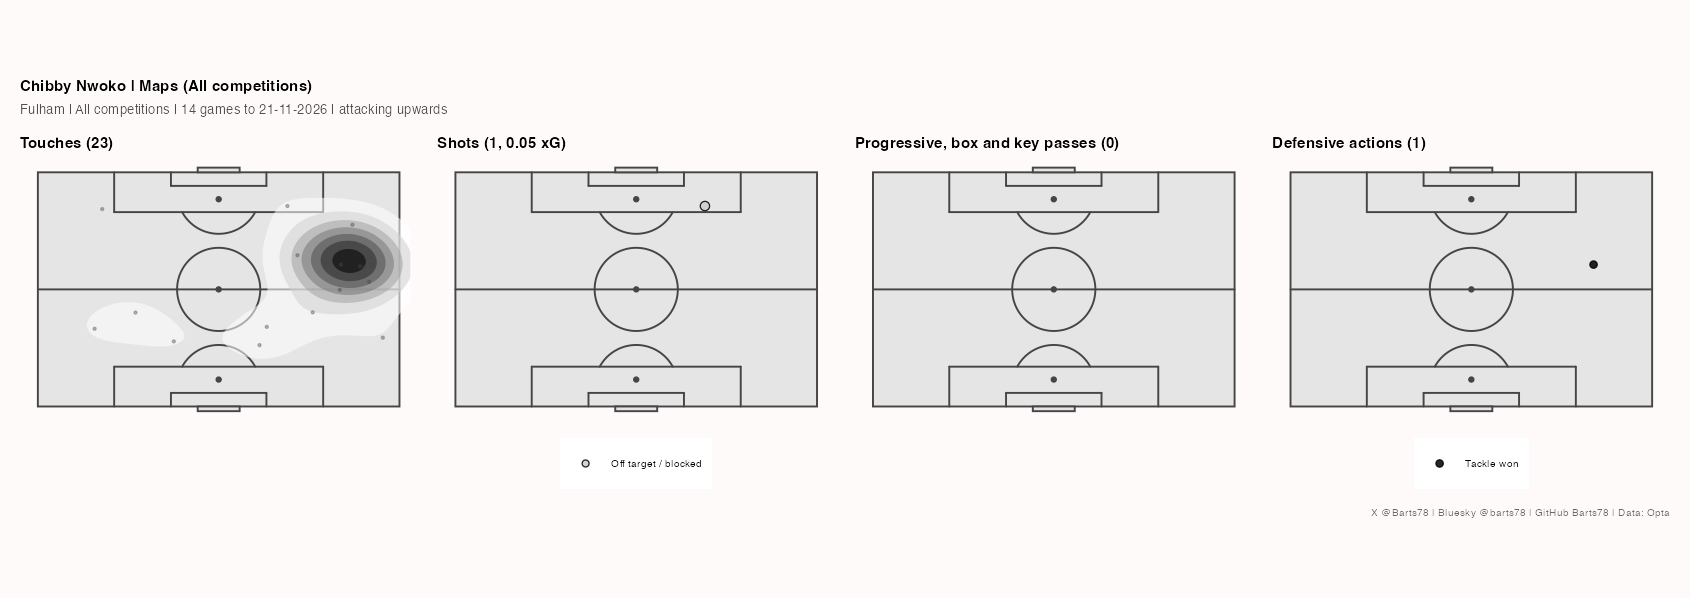 Chibby Nwoko | Maps (All competitions)
Fulham | All competitions | 14 games to 21-11-2026 | attacking upwards
Touches (23)
Shots (1, 0.05 xG)
Progressive, box and key passes (0)
Defensive actions (1)
Off target / blocked
Tackle won
X @Barts78 | Bluesky @barts78 | GitHub Barts78 | Data: Opta